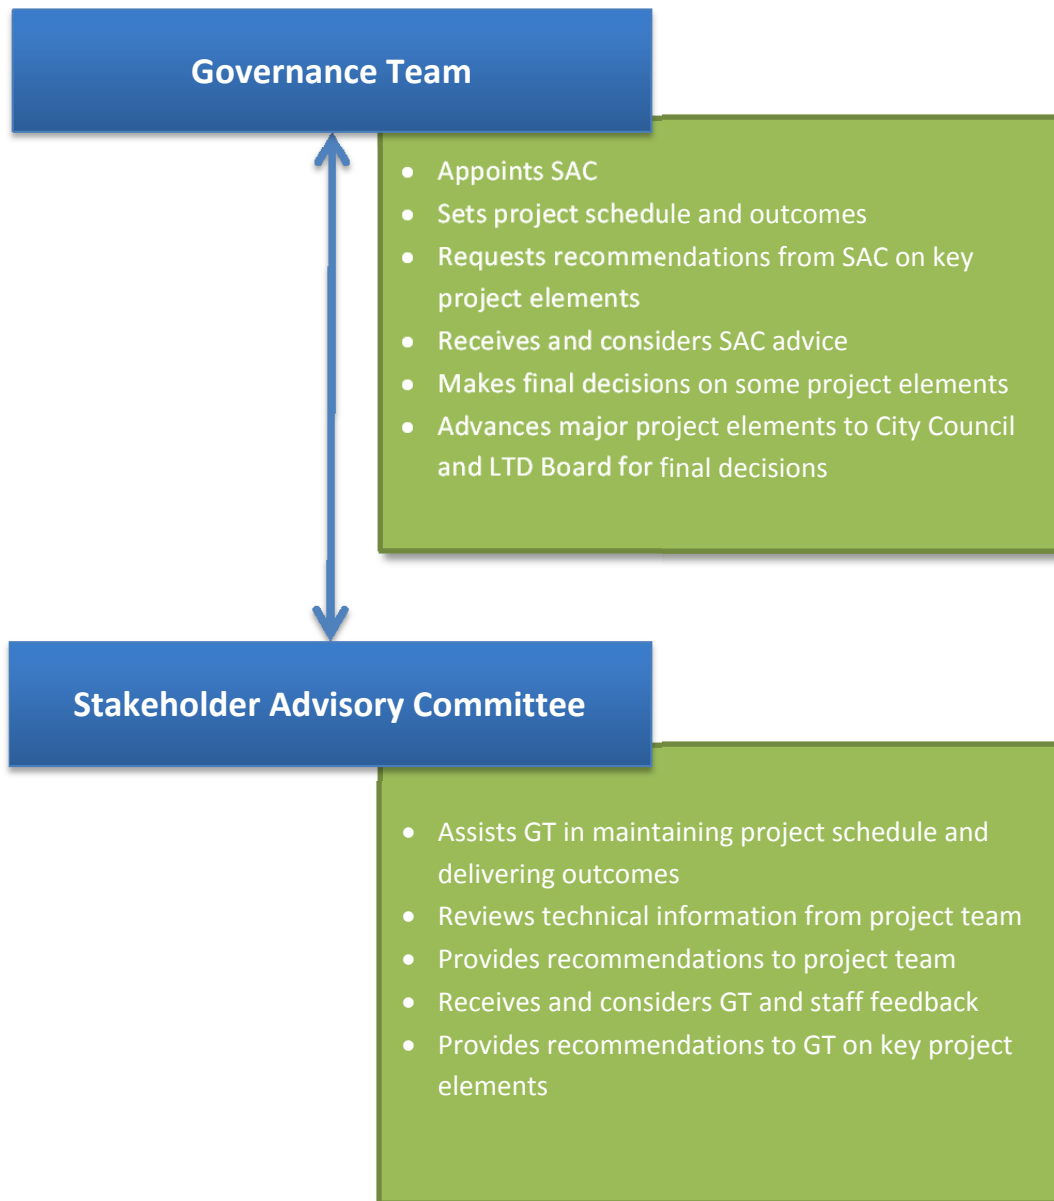 Governance Team
• Appoints SAC
• Sets project schedule and outcomes
• Requests recommendations from SAC on key
project elements
• Receives and considers SAC advice
• Makes final decisions on some project elements
• Advances major project elements to City Council
and LTD Board for final decisions
Stakeholder Advisory Committee
• Assists GT in maintaining project schedule and
delivering outcomes
• Reviews technical information from project team
• Provides recommendations to project team
• Receives and considers GT and staff feedback
• Provides recommendations to GT on key project
elements